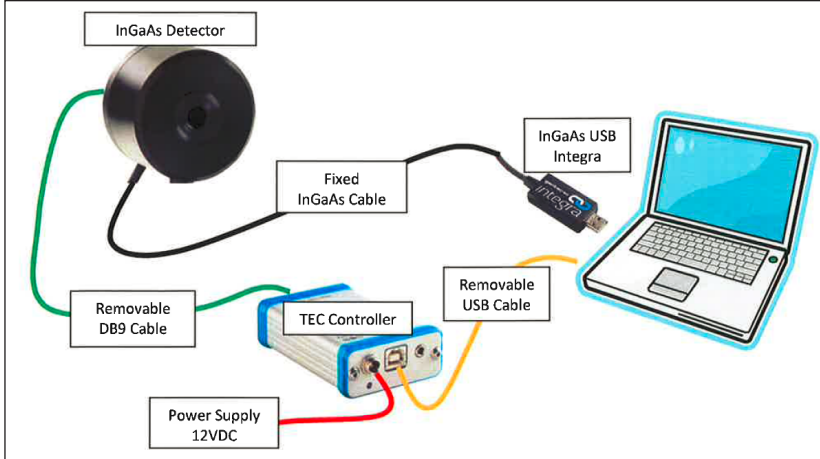 InGaAs Detector
InGaAs USB
Integra
integra
Fixed
InGaAs Cable
Removable
USB Cable
Removable
DB9 Cable
TEC Controller
Power Supply
12VDC